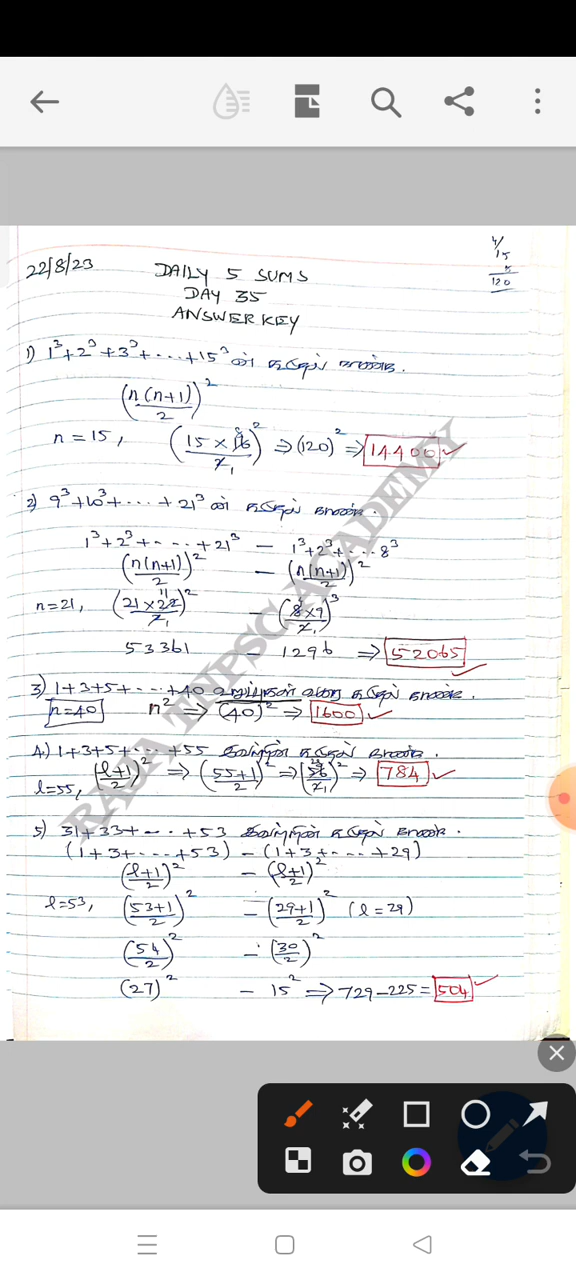 22/8/23
DAILY 5 SUMS
DAY 35
ANSWER KEY
4/
15
8
120
1) 1³+2³+3³+...+15³ ன் கூடுதல் காண்க.
(n(n+1)/2)²
n=15, (15×16/2)² ⇒ (120)² ⇒ 14400 ✓
2) 9³+10³+...+21³ ன் கூடுதல் காண்க.
1³+2³+...+21³ − 1³+2³+...8³
(n(n+1)/2)² − (n(n+1)/2)²
n=21, (21×22/2)² − (8×9/2)³
53361 − 1296 ⇒ 52065 ✓
3) 1+3+5+...+40 உறுப்புகள் வரை கூடுதல் காண்க.
n=40 n² ⇒ (40)² ⇒ 1600 ✓
4) 1+3+5+...+55 இவற்றின் கூடுதல் காண்க.
l=55, (l+1/2)² ⇒ (55+1/2)² ⇒ (56/2)² ⇒ 784 ✓
5) 31+33+...+53 இவற்றின் கூடுதல் காண்க.
(1+3+...+53) − (1+3+...+29)
(l+1/2)² − (l+1/2)²
l=53, (53+1/2)² − (29+1/2)² (l=29)
(54/2)² − (30/2)²
(27)² − 15² ⇒ 729−225 = 504 ✓
RAJA TNPSC ACADEMY